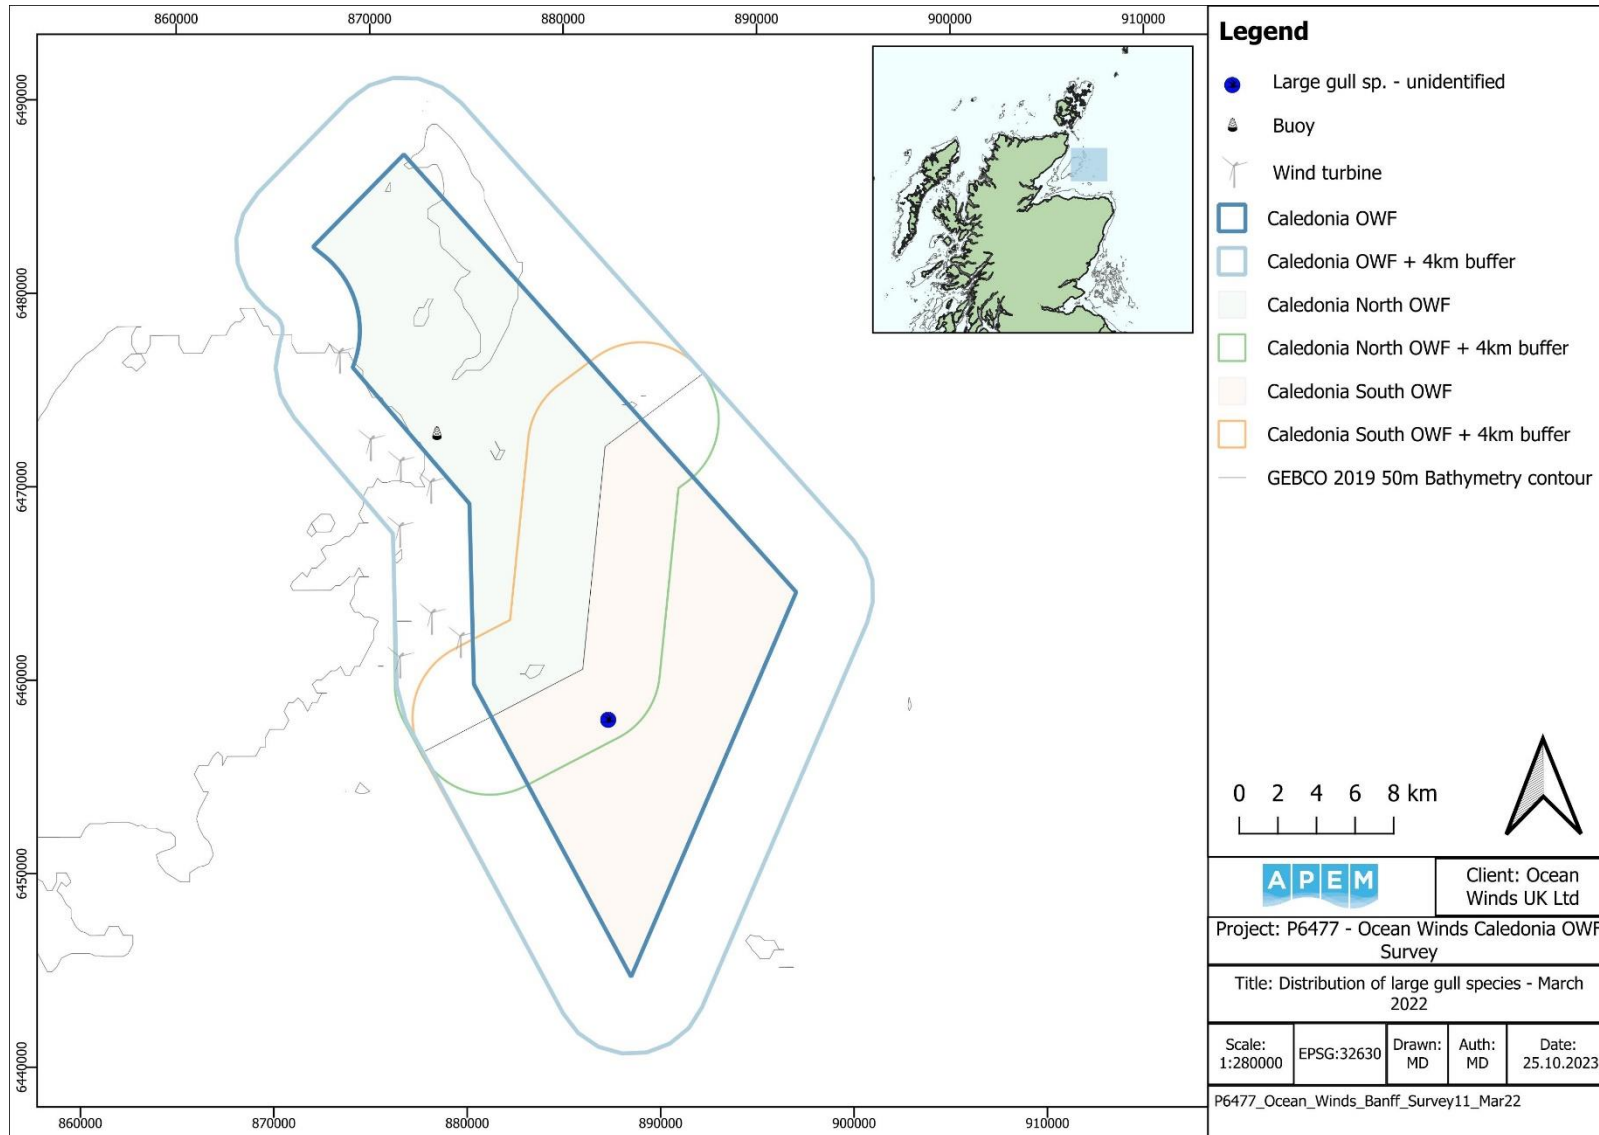 860000 870000 880000 890000 900000 910000
6490000
6480000
6470000
6460000
6450000
6440000
860000 870000 880000 890000 900000 910000
Legend
Large gull sp. - unidentified
Buoy
Wind turbine
Caledonia OWF
Caledonia OWF + 4km buffer
Caledonia North OWF
Caledonia North OWF + 4km buffer
Caledonia South OWF
Caledonia South OWF + 4km buffer
GEBCO 2019 50m Bathymetry contour
0 2 4 6 8 km
APEM
Client: Ocean
Winds UK Ltd
Project: P6477 - Ocean Winds Caledonia OWF
Survey
Title: Distribution of large gull species - March
2022
Scale:
1:280000
EPSG:32630
Drawn:
MD
Auth:
MD
Date:
25.10.2023
P6477_Ocean_Winds_Banff_Survey11_Mar22